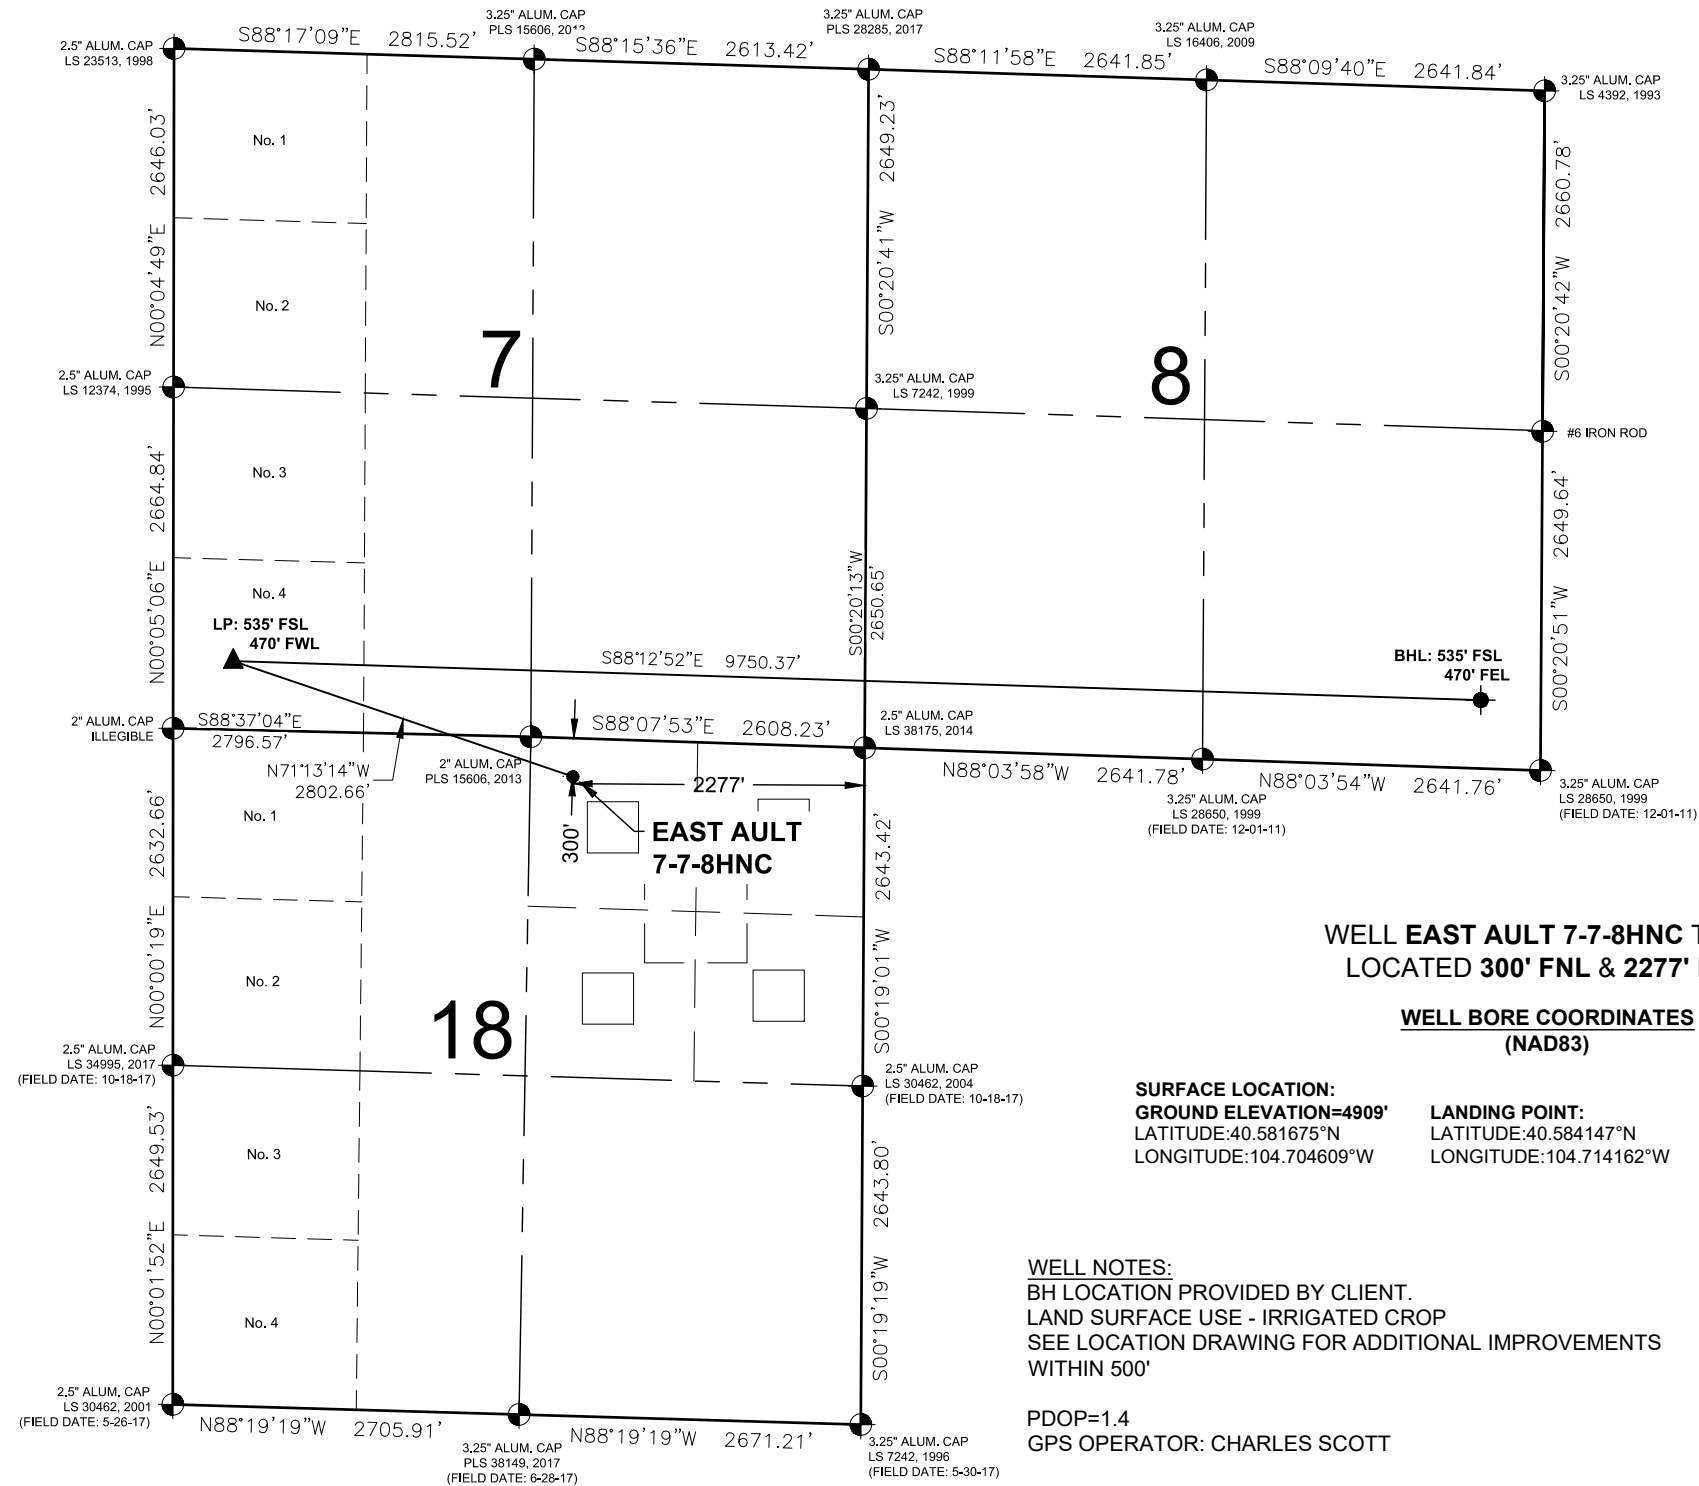 3.25" ALUM. CAP
PLS 15606, 2013
3.25" ALUM. CAP
PLS 28285, 2017
3.25" ALUM. CAP
LS 16406, 2009
2.5" ALUM. CAP
LS 23513, 1998
S88°17'09"E 2815.52'
S88°15'36"E 2613.42'
S88°11'58"E 2641.85'
S88°09'40"E 2641.84'
3.25" ALUM. CAP
LS 4392, 1993
N00°04'49"E 2646.03'
No. 1
No. 2
7
S00°20'41"W 2649.23'
8
S00°20'42"W 2660.78'
2.5" ALUM. CAP
LS 12374, 1995
3.25" ALUM. CAP
LS 7242, 1999
#6 IRON ROD
N00°05'06"E 2664.84'
No. 3
No. 4
LP: 535' FSL
470' FWL
S00°20'13"W
2650.65'
S88°12'52"E 9750.37'
BHL: 535' FSL
470' FEL
S00°20'51"W 2649.64'
2" ALUM. CAP
ILLEGIBLE
S88°37'04"E
2796.57'
S88°07'53"E 2608.23'
2.5" ALUM. CAP
LS 38175, 2014
N71°13'14"W
2802.66'
2" ALUM. CAP
PLS 15606, 2013
2277'
300'
N88°03'58"W 2641.78'
N88°03'54"W 2641.76'
3.25" ALUM. CAP
LS 28650, 1999
(FIELD DATE: 12-01-11)
3.25" ALUM. CAP
LS 28650, 1999
(FIELD DATE: 12-01-11)
No. 1
EAST AULT
7-7-8HNC
N00°00'19"E 2632.66'
S00°19'01"W 2643.42'
No. 2
18
WELL EAST AULT 7-7-8HNC
LOCATED 300' FNL & 2277'
WELL BORE COORDINATES
(NAD83)
2.5" ALUM. CAP
LS 34995, 2017
(FIELD DATE: 10-18-17)
2.5" ALUM. CAP
LS 30462, 2004
(FIELD DATE: 10-18-17)
SURFACE LOCATION:
GROUND ELEVATION=4909'
LATITUDE:40.581675°N
LONGITUDE:104.704609°W
LANDING POINT:
LATITUDE:40.584147°N
LONGITUDE:104.714162°W
N00°01'52"E 2649.53'
No. 3
No. 4
S00°19'19"W 2643.80'
WELL NOTES:
BH LOCATION PROVIDED BY CLIENT.
LAND SURFACE USE - IRRIGATED CROP
SEE LOCATION DRAWING FOR ADDITIONAL IMPROVEMENTS
WITHIN 500'
PDOP=1.4
GPS OPERATOR: CHARLES SCOTT
2.5" ALUM. CAP
LS 30462, 2001
(FIELD DATE: 5-26-17)
N88°19'19"W 2705.91'
N88°19'19"W 2671.21'
3.25" ALUM. CAP
PLS 38149, 2017
(FIELD DATE: 6-28-17)
3.25" ALUM. CAP
LS 7242, 1996
(FIELD DATE: 5-30-17)